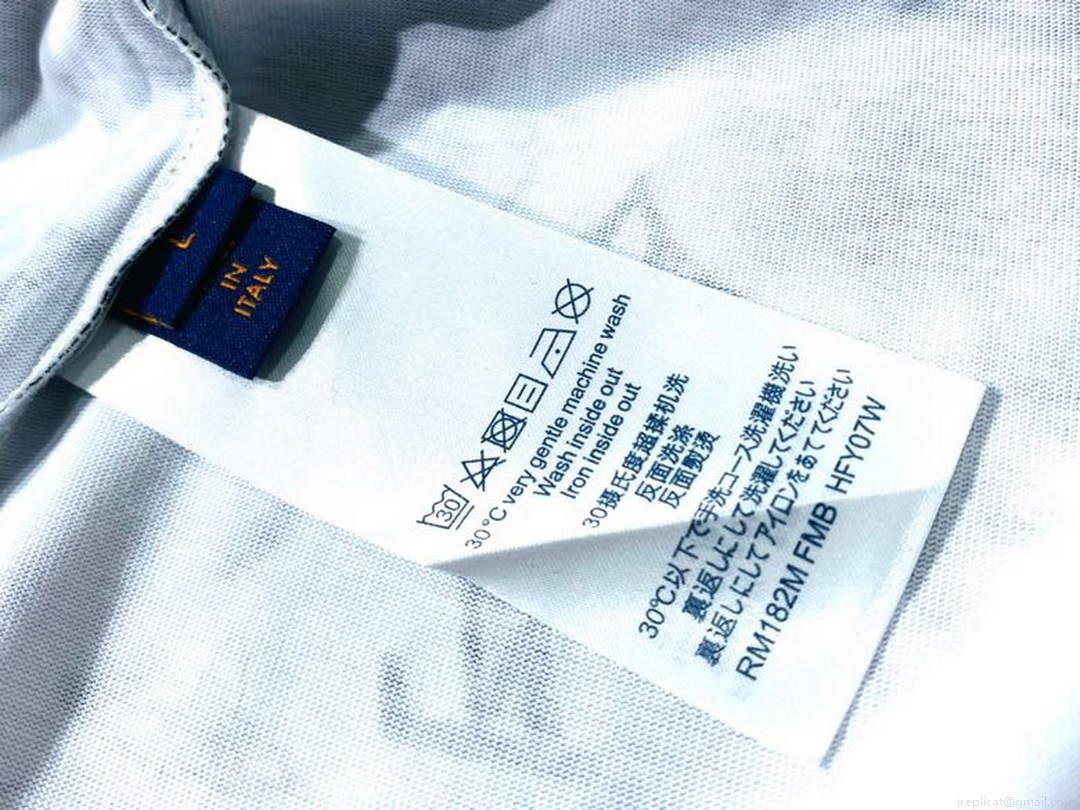 L
IN
ITALY
30
30°C very gentle machine wash
Wash inside out
Iron inside out
30摄氏度超揉机洗
反面洗涤
反面熨烫
30℃以下で手洗コース洗濯機洗い
裏返しにして洗濯してください
裏返しにしてアイロンをあててください
RM182M FMB HFY07W
ireplicat@gmail.com